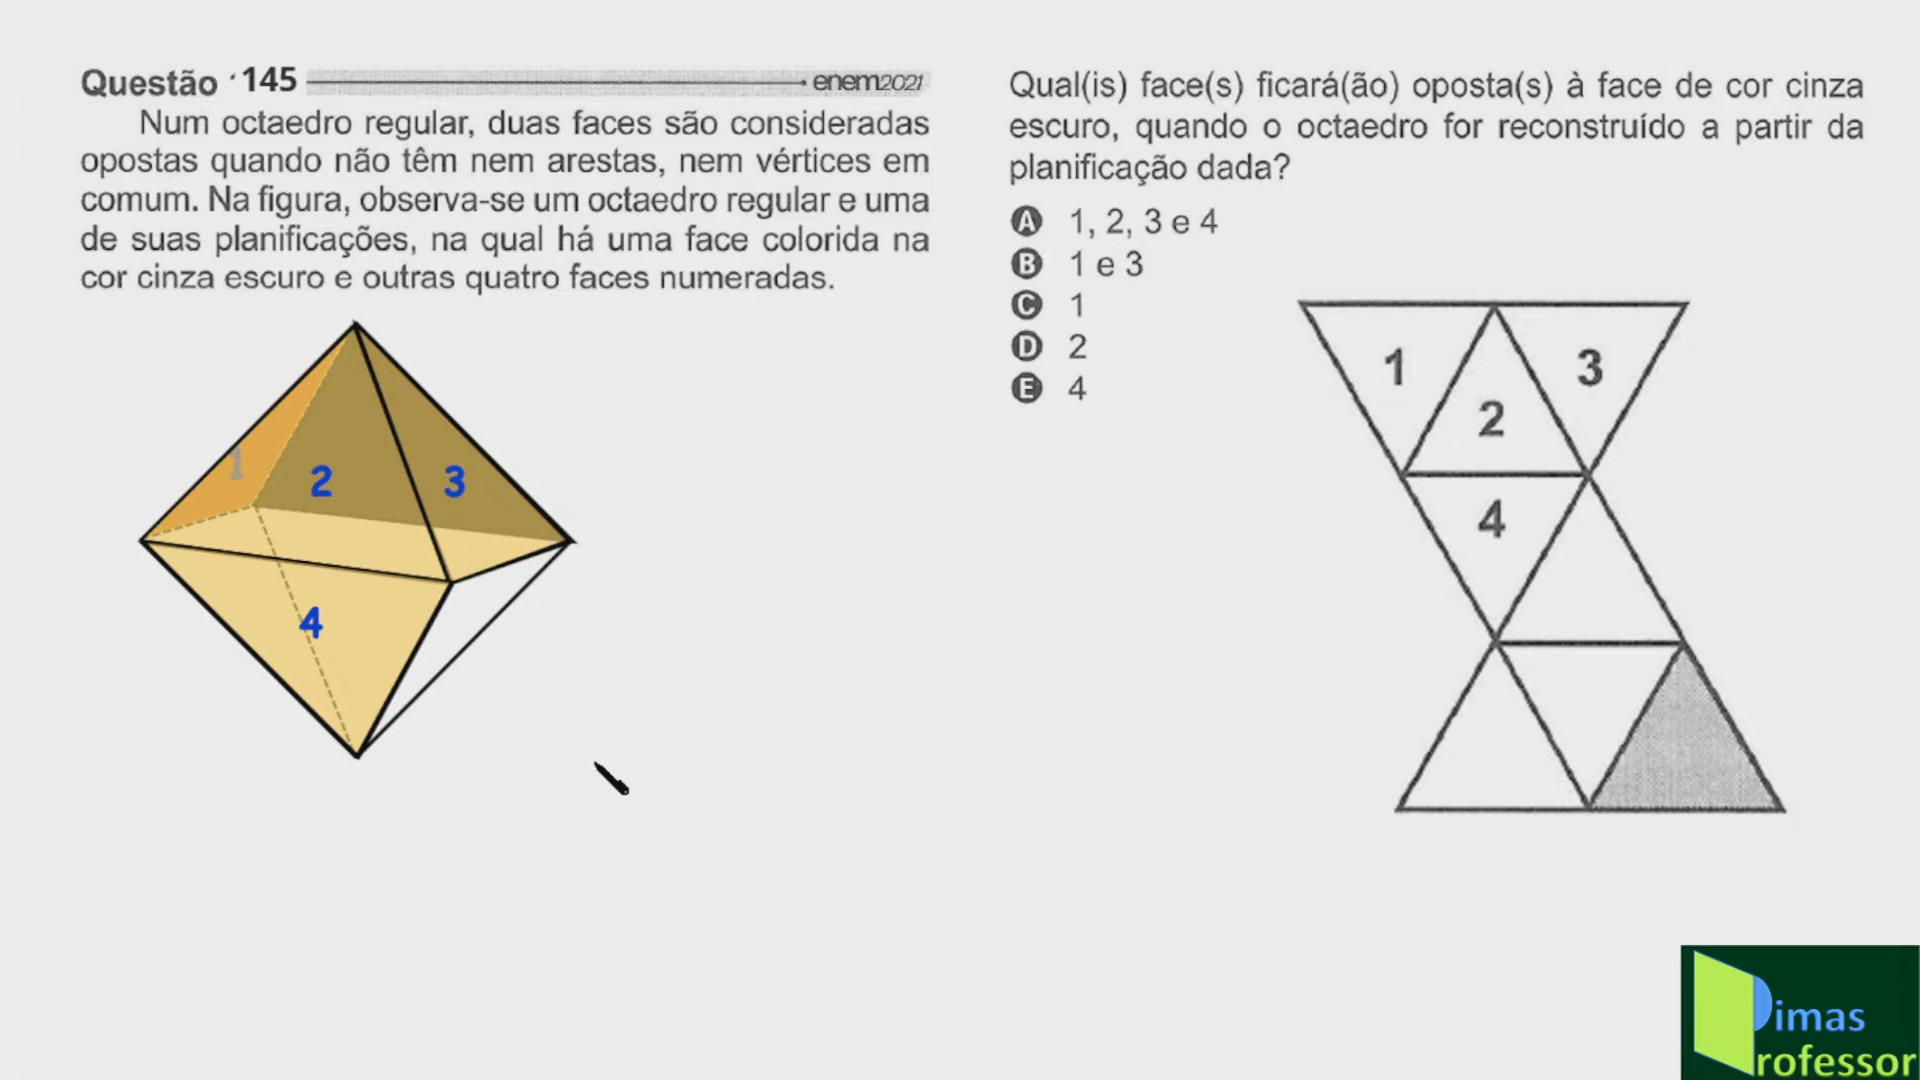 Questão 145 enem2021
Num octaedro regular, duas faces são consideradas
opostas quando não têm nem arestas, nem vértices em
comum. Na figura, observa-se um octaedro regular e uma
de suas planificações, na qual há uma face colorida na
cor cinza escuro e outras quatro faces numeradas.
1
2
3
4
Qual(is) face(s) ficará(ão) oposta(s) à face de cor cinza
escuro, quando o octaedro for reconstruído a partir da
planificação dada?
A 1, 2, 3 e 4
B 1 e 3
C 1
D 2
E 4
1
3
2
4
Dimas
Professor